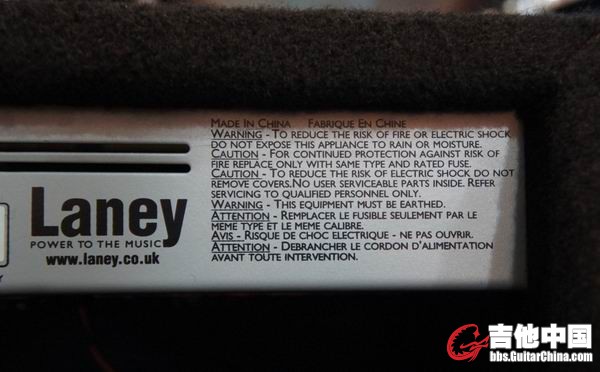 MADE IN CHINA FABRIQUE EN CHINE
WARNING - TO REDUCE THE RISK OF FIRE OR ELECTRIC SHOCK
DO NOT EXPOSE THIS APPLIANCE TO RAIN OR MOISTURE.
CAUTION - FOR CONTINUED PROTECTION AGAINST RISK OF
FIRE REPLACE ONLY WITH SAME TYPE AND RATED FUSE.
CAUTION - TO REDUCE THE RISK OF ELECTRIC SHOCK DO NOT
REMOVE COVERS.NO USER SERVICEABLE PARTS INSIDE. REFER
SERVICING TO QUALIFIED PERSONNEL ONLY.
WARNING - THIS EQUIPMENT MUST BE EARTHED.
ATTENTION - REMPLACER LE FUSIBLE SEULEMENT PAR LE
MEME TYPE ET LE MEME CALIBRE.
AVIS - RISQUE DE CHOC ELECTRIQUE - NE PAS OUVRIR.
ATTENTION - DEBRANCHER LE CORDON D'ALIMENTATION
AVANT TOUTE INTERVENTION.
Laney
POWER TO THE MUSIC
www.laney.co.uk
吉他中国
bbs.GuitarChina.com